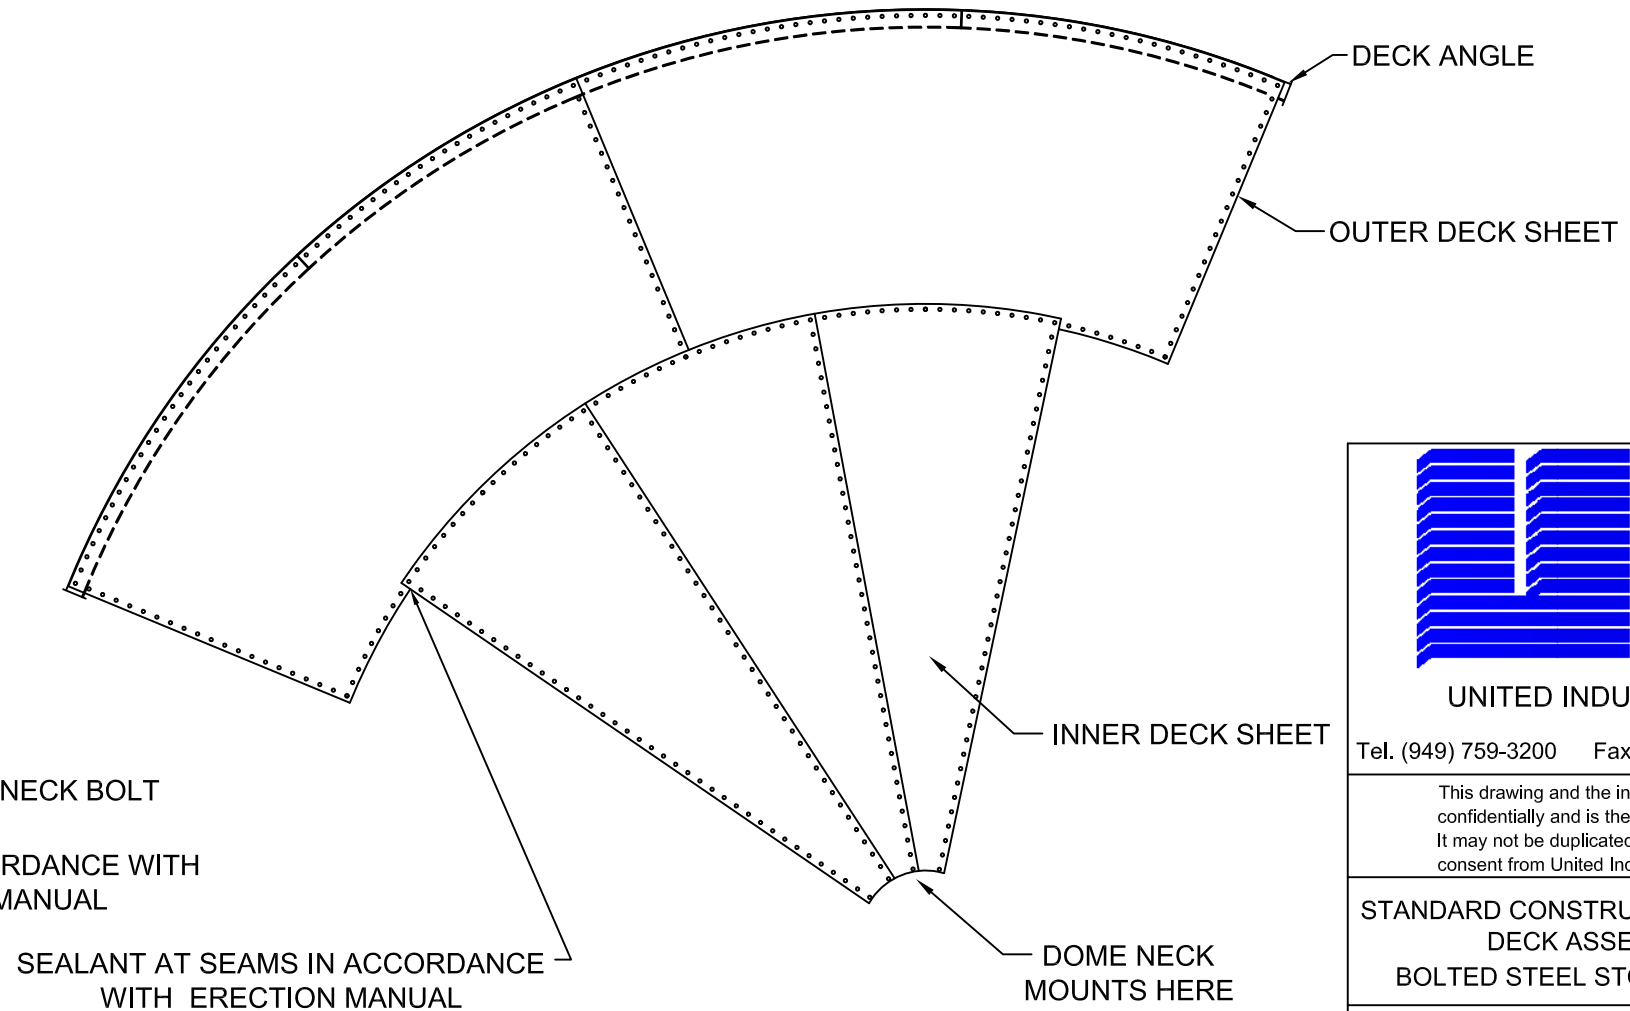 DECK ANGLE
OUTER DECK SHEET
INNER DECK SHEET
NECK BOLT
RDANCE WITH
MANUAL
SEALANT AT SEAMS IN ACCORDANCE
WITH ERECTION MANUAL
DOME NECK
MOUNTS HERE
UNITED INDU
Tel. (949) 759-3200 Fax
This drawing and the in
confidentially and is the
It may not be duplicated
consent from United Ind
STANDARD CONSTRU
DECK ASSE
BOLTED STEEL STO